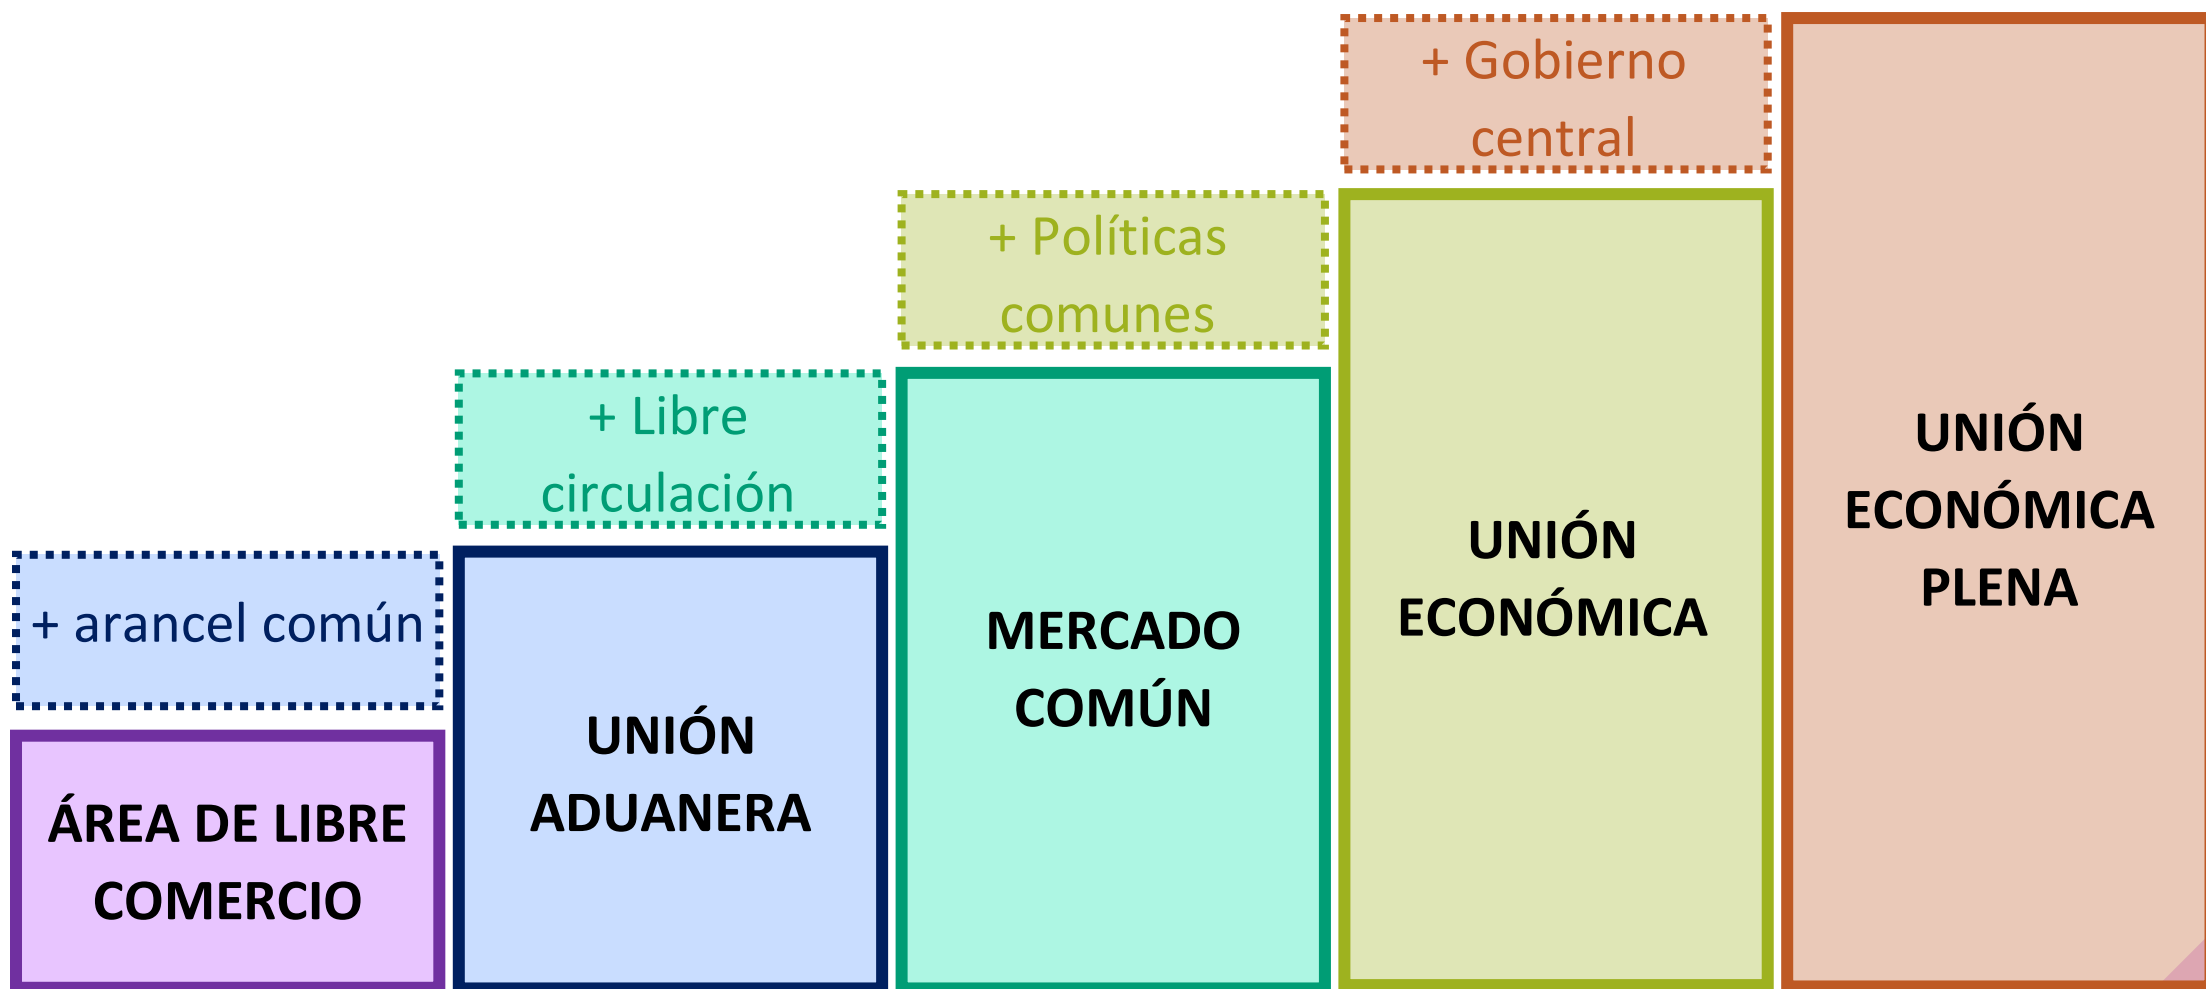 + Gobierno
central
+ Políticas
comunes
+ Libre
circulación
+ arancel común
ÁREA DE LIBRE
COMERCIO
UNIÓN
ADUANERA
MERCADO
COMÚN
UNIÓN
ECONÓMICA
UNIÓN
ECONÓMICA
PLENA